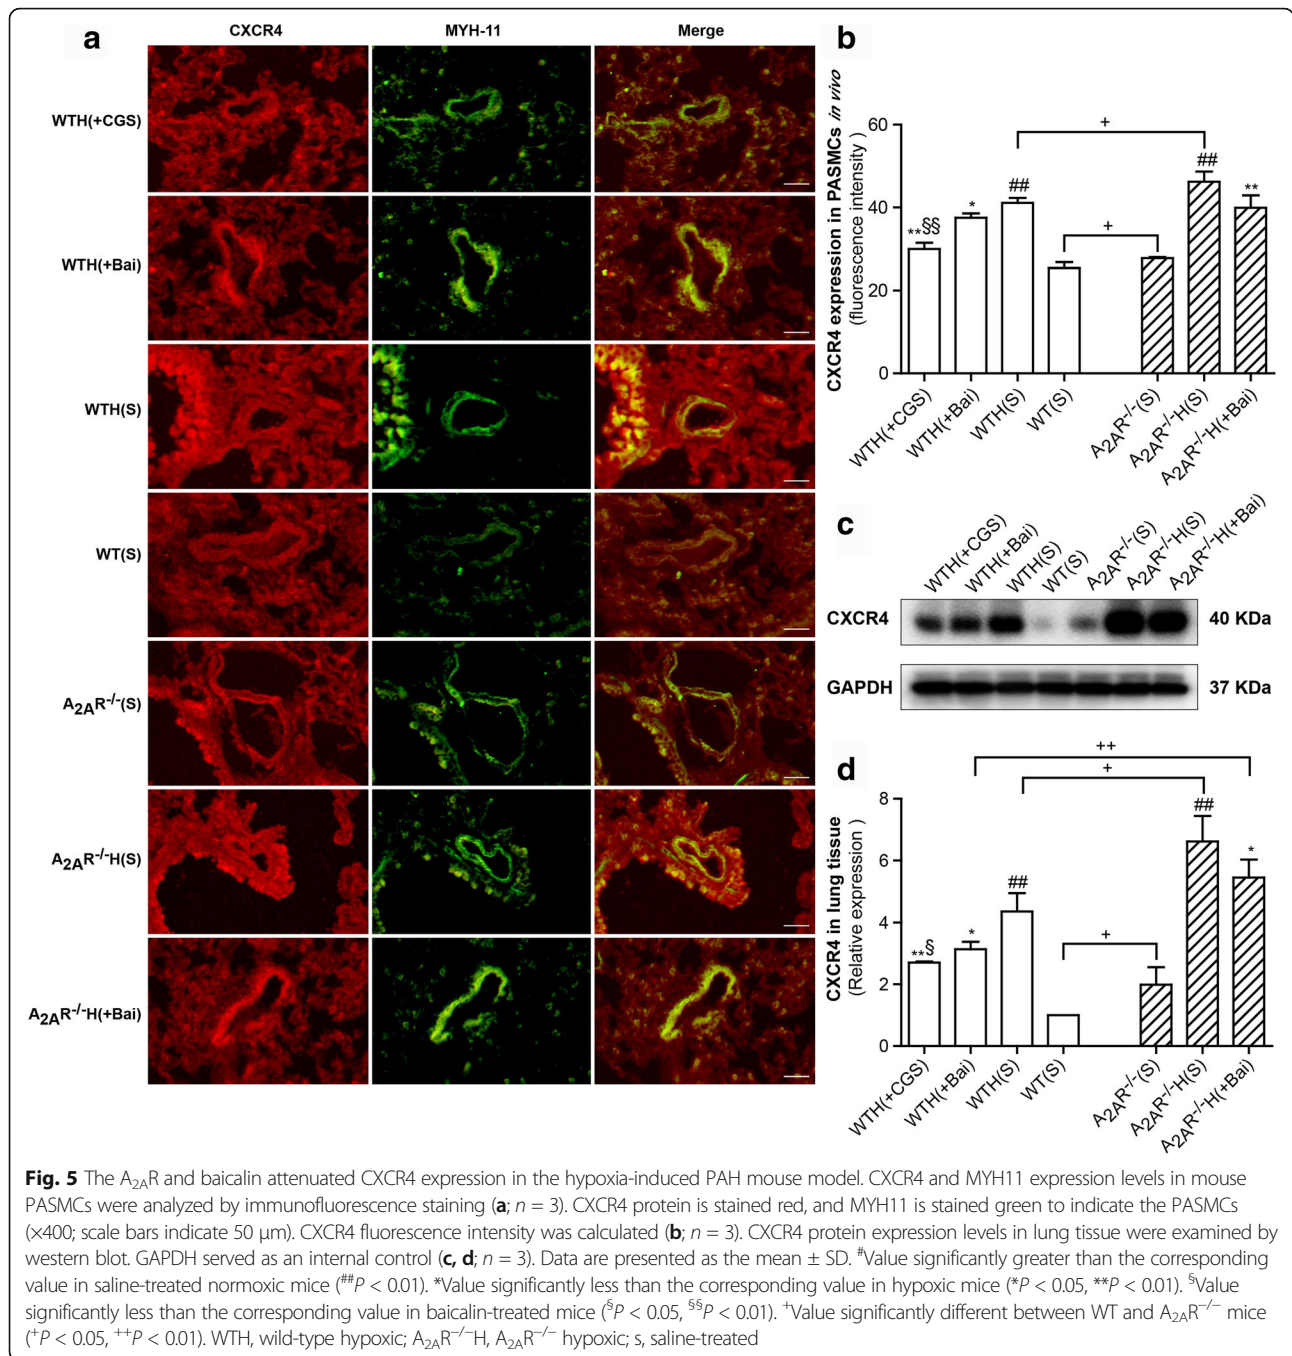 a
CXCR4
MYH-11
Merge
WTH(+CGS)
WTH(+Bai)
WTH(S)
WT(S)
A2AR-/-(S)
A2AR-/-H(S)
A2AR-/-H(+Bai)
b
CXCR4 expression in PASMCs in vivo
(fluorescence intensity)
60
40
20
0
**§§
*
##
+
+
##
**
WTH(+CGS)
WTH(+Bai)
WTH(S)
WT(S)
A2AR-/-(S)
A2AR-/-H(S)
A2AR-/-H(+Bai)
c
WTH(+CGS)
WTH(+Bai)
WTH(S)
WT(S)
A2AR-/-(S)
A2AR-/-H(S)
A2AR-/-H(+Bai)
CXCR4
40 KDa
GAPDH
37 KDa
d
CXCR4 in lung tissue
(Relative expression )
8
6
4
2
0
++
+
**§
*
##
+
##
*
WTH(+CGS)
WTH(+Bai)
WTH(S)
WT(S)
A2AR-/-(S)
A2AR-/-H(S)
A2AR-/-H(+Bai)
Fig. 5 The A2AR and baicalin attenuated CXCR4 expression in the hypoxia-induced PAH mouse model. CXCR4 and MYH11 expression levels in mouse
PASMCs were analyzed by immunofluorescence staining (a; n = 3). CXCR4 protein is stained red, and MYH11 is stained green to indicate the PASMCs
(×400; scale bars indicate 50 μm). CXCR4 fluorescence intensity was calculated (b; n = 3). CXCR4 protein expression levels in lung tissue were examined by
western blot. GAPDH served as an internal control (c, d; n = 3). Data are presented as the mean ± SD. #Value significantly greater than the corresponding
value in saline-treated normoxic mice (##P < 0.01). *Value significantly less than the corresponding value in hypoxic mice (*P < 0.05, **P < 0.01). §Value
significantly less than the corresponding value in baicalin-treated mice (§P < 0.05, §§P < 0.01). +Value significantly different between WT and A2AR−/− mice
(+P < 0.05, ++P < 0.01). WTH, wild-type hypoxic; A2AR−/−H, A2AR−/− hypoxic; s, saline-treated